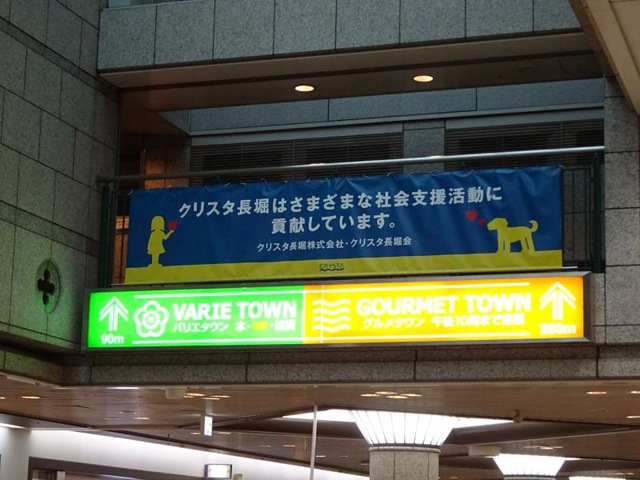 クリスタ長堀はさまざまな社会支援活動に
貢献しています。
クリスタ長堀株式会社・クリスタ長堀会
CRYSTA
VARIE TOWN
バリエタウン 本・
90m
GOURMET TOWN
グルメタウン 午後10時まで営業
260m